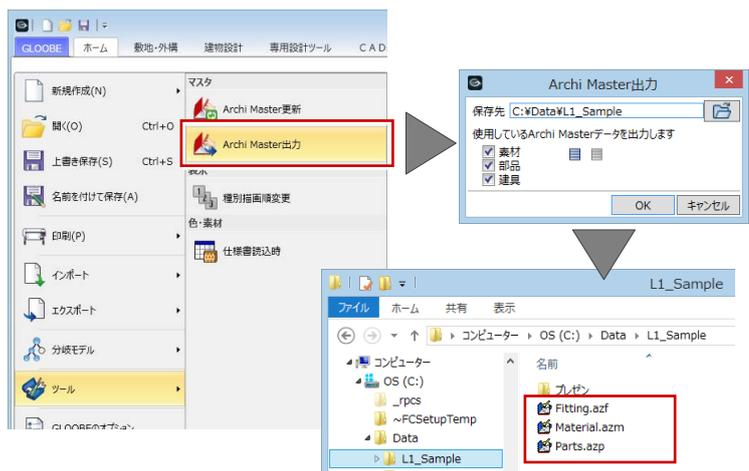 GLOOBE ホーム 敷地・外構 建物設計 専用設計ツール CAD
新規作成(N)
開く(O) Ctrl+O
上書き保存(S) Ctrl+S
名前を付けて保存(A)
印刷(P)
インポート
エクスポート
分岐モデル
ツール
GLOOBEのオプション
マスタ
Archi Master更新
Archi Master出力
表示
種別描画順変更
色・素材
仕様書読込時
Archi Master出力
保存先 C:¥Data¥L1_Sample
使用しているArchi Masterデータを出力します
素材
部品
建具
OK キャンセル
L1_Sample
ファイル ホーム 共有 表示
コンピューター OS (C:) Data L1_Sample
コンピューター
OS (C:)
_rpcs
~FCSetupTemp
Data
L1_Sample
名前
プレゼン
Fitting.azf
Material.azm
Parts.azp